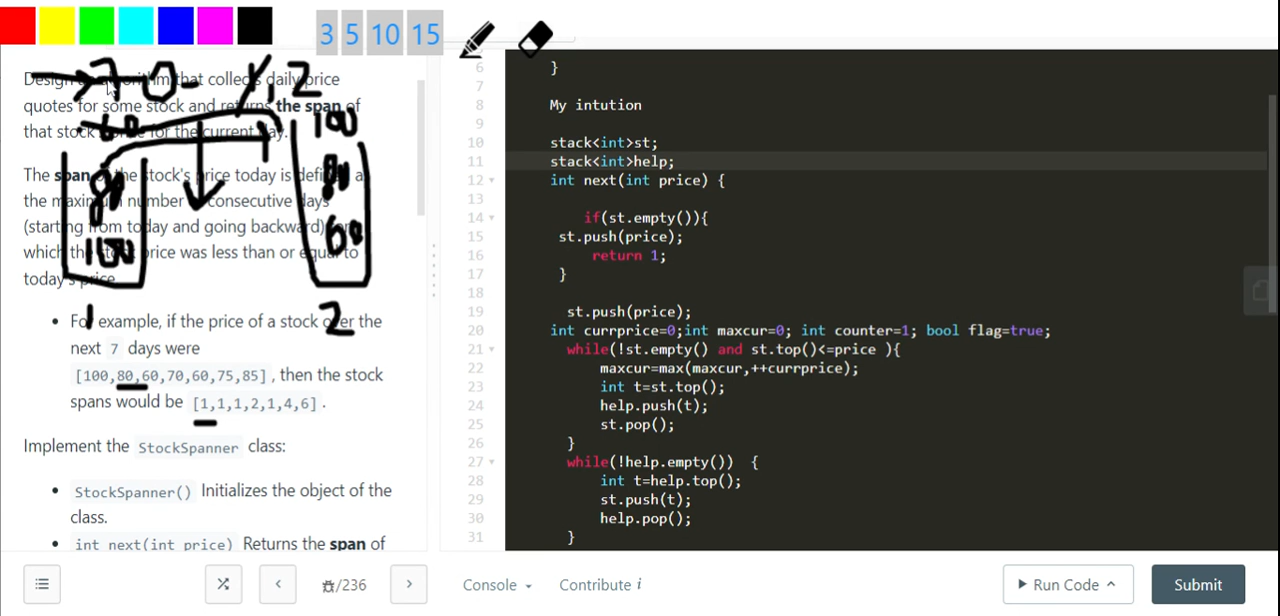 3 5 10 15
Design algorithm that collects daily price
quotes for some stock and returns the span of
that stock's price for the current day.
The span of the stock's price today is defined as
the maximum number of consecutive days
(starting from today and going backward) for
which the stock price was less than or equal to
today's price.
70- 1, 2
60
80
100
1
100
80
60
2
• For example, if the price of a stock over the
next 7 days were
[100,80,60,70,60,75,85], then the stock
spans would be [1,1,1,2,1,4,6].
Implement the StockSpanner class:
• StockSpanner() Initializes the object of the
class.
• int next(int price) Returns the span of
6 }
7
8 My intution
9
10 stack<int>st;
11 stack<int>help;
12 int next(int price) {
13
14 if(st.empty()){
15 st.push(price);
16 return 1;
17 }
18
19 st.push(price);
20 int currprice=0;int maxcur=0; int counter=1; bool flag=true;
21 while(!st.empty() and st.top()<=price ){
22 maxcur=max(maxcur,++currprice);
23 int t=st.top();
24 help.push(t);
25 st.pop();
26 }
27 while(!help.empty()) {
28 int t=help.top();
29 st.push(t);
30 help.pop();
31 }
/236
Console
Contribute i
Run Code
Submit